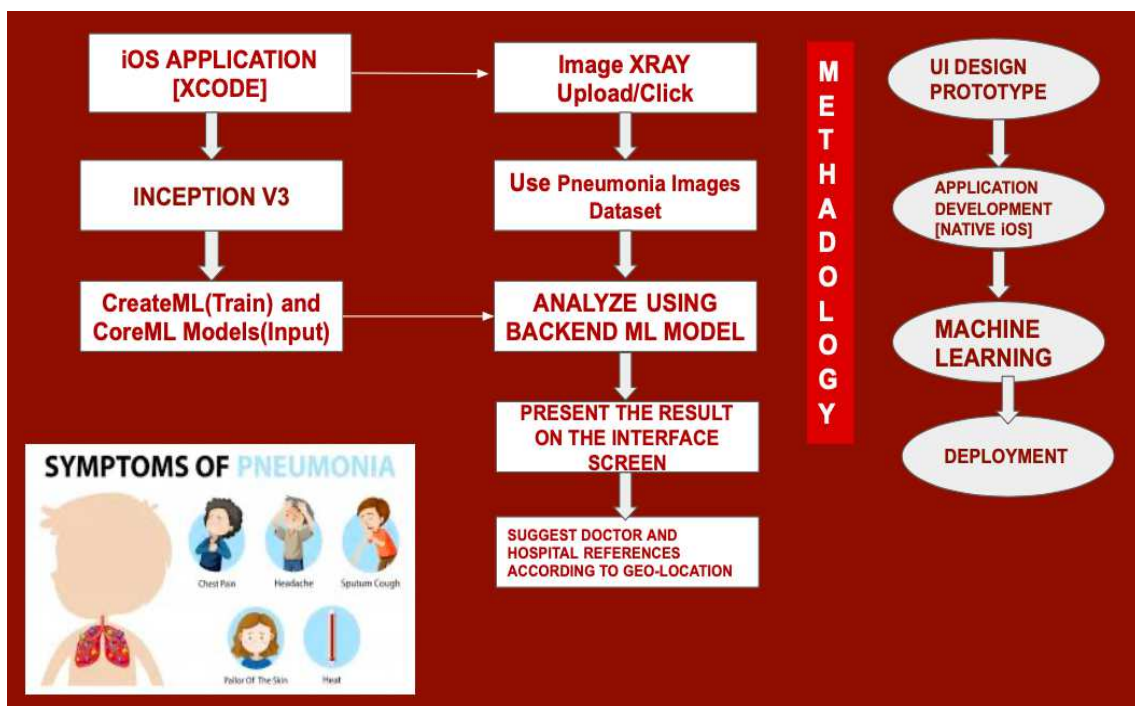 iOS APPLICATION
[XCODE]
INCEPTION V3
CreateML(Train) and
CoreML Models(Input)
Image XRAY
Upload/Click
Use Pneumonia Images
Dataset
ANALYZE USING
BACKEND ML MODEL
PRESENT THE RESULT
ON THE INTERFACE
SCREEN
SUGGEST DOCTOR AND
HOSPITAL REFERENCES
ACCORDING TO GEO-LOCATION
METHADOLOGY
UI DESIGN
PROTOTYPE
APPLICATION
DEVELOPMENT
[NATIVE iOS]
MACHINE
LEARNING
DEPLOYMENT
SYMPTOMS OF PNEUMONIA
Chest Pain
Headache
Sputum Cough
Pallor Of The Skin
Heat